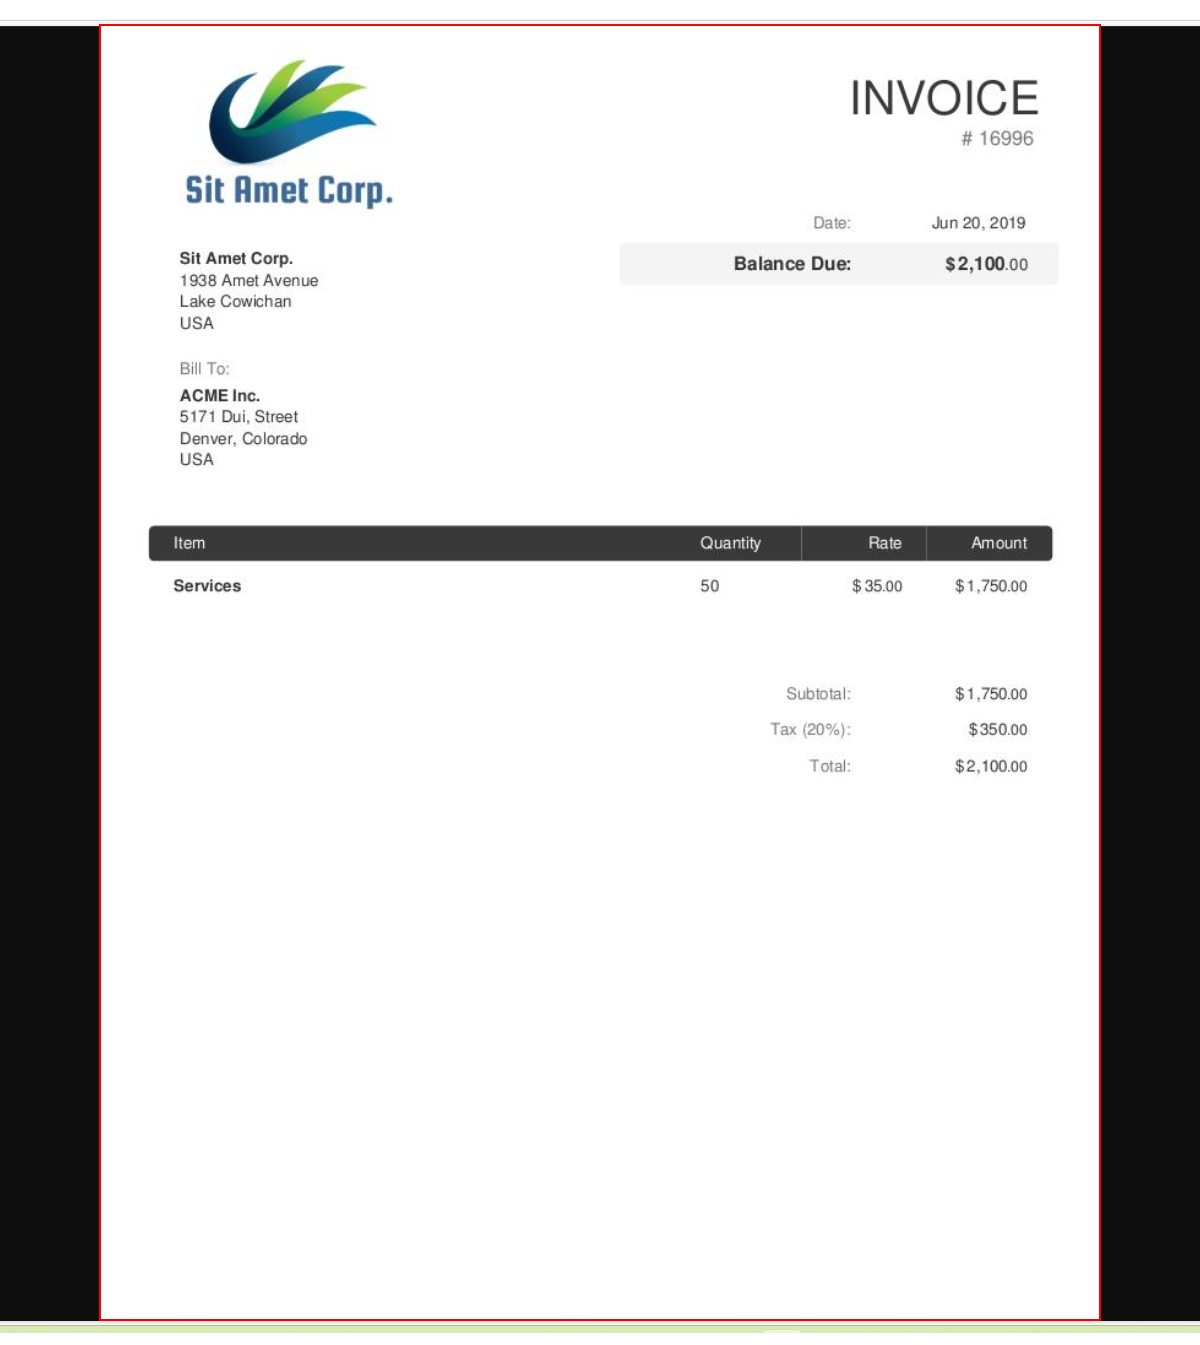 Sit Amet Corp.
INVOICE
# 16996
Date: Jun 20, 2019
Balance Due: $2,100.00
Sit Amet Corp.
1938 Amet Avenue
Lake Cowichan
USA
Bill To:
ACME Inc.
5171 Dui, Street
Denver, Colorado
USA
Item Quantity Rate Amount
Services 50 $35.00 $1,750.00
Subtotal: $1,750.00
Tax (20%): $350.00
Total: $2,100.00